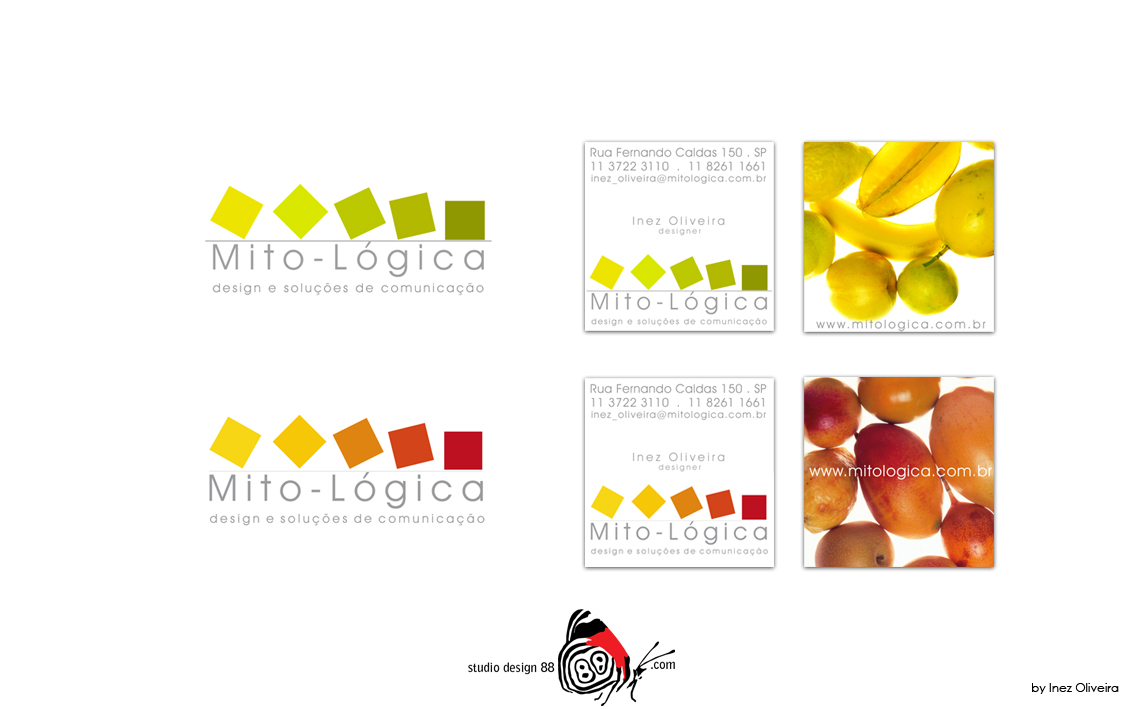 Mito-Lógica
design e soluções de comunicação
Rua Fernando Caldas 150 . SP
11 3722 3110 . 11 8261 1661
inez_oliveira@mitologica.com.br
Inez Oliveira
designer
Mito-Lógica
design e soluções de comunicação
www.mitologica.com.br
Mito-Lógica
design e soluções de comunicação
Rua Fernando Caldas 150 . SP
11 3722 3110 . 11 8261 1661
inez_oliveira@mitologica.com.br
Inez Oliveira
designer
Mito-Lógica
design e soluções de comunicação
www.mitologica.com.br
studio design 88 88 .com
by Inez Oliveira